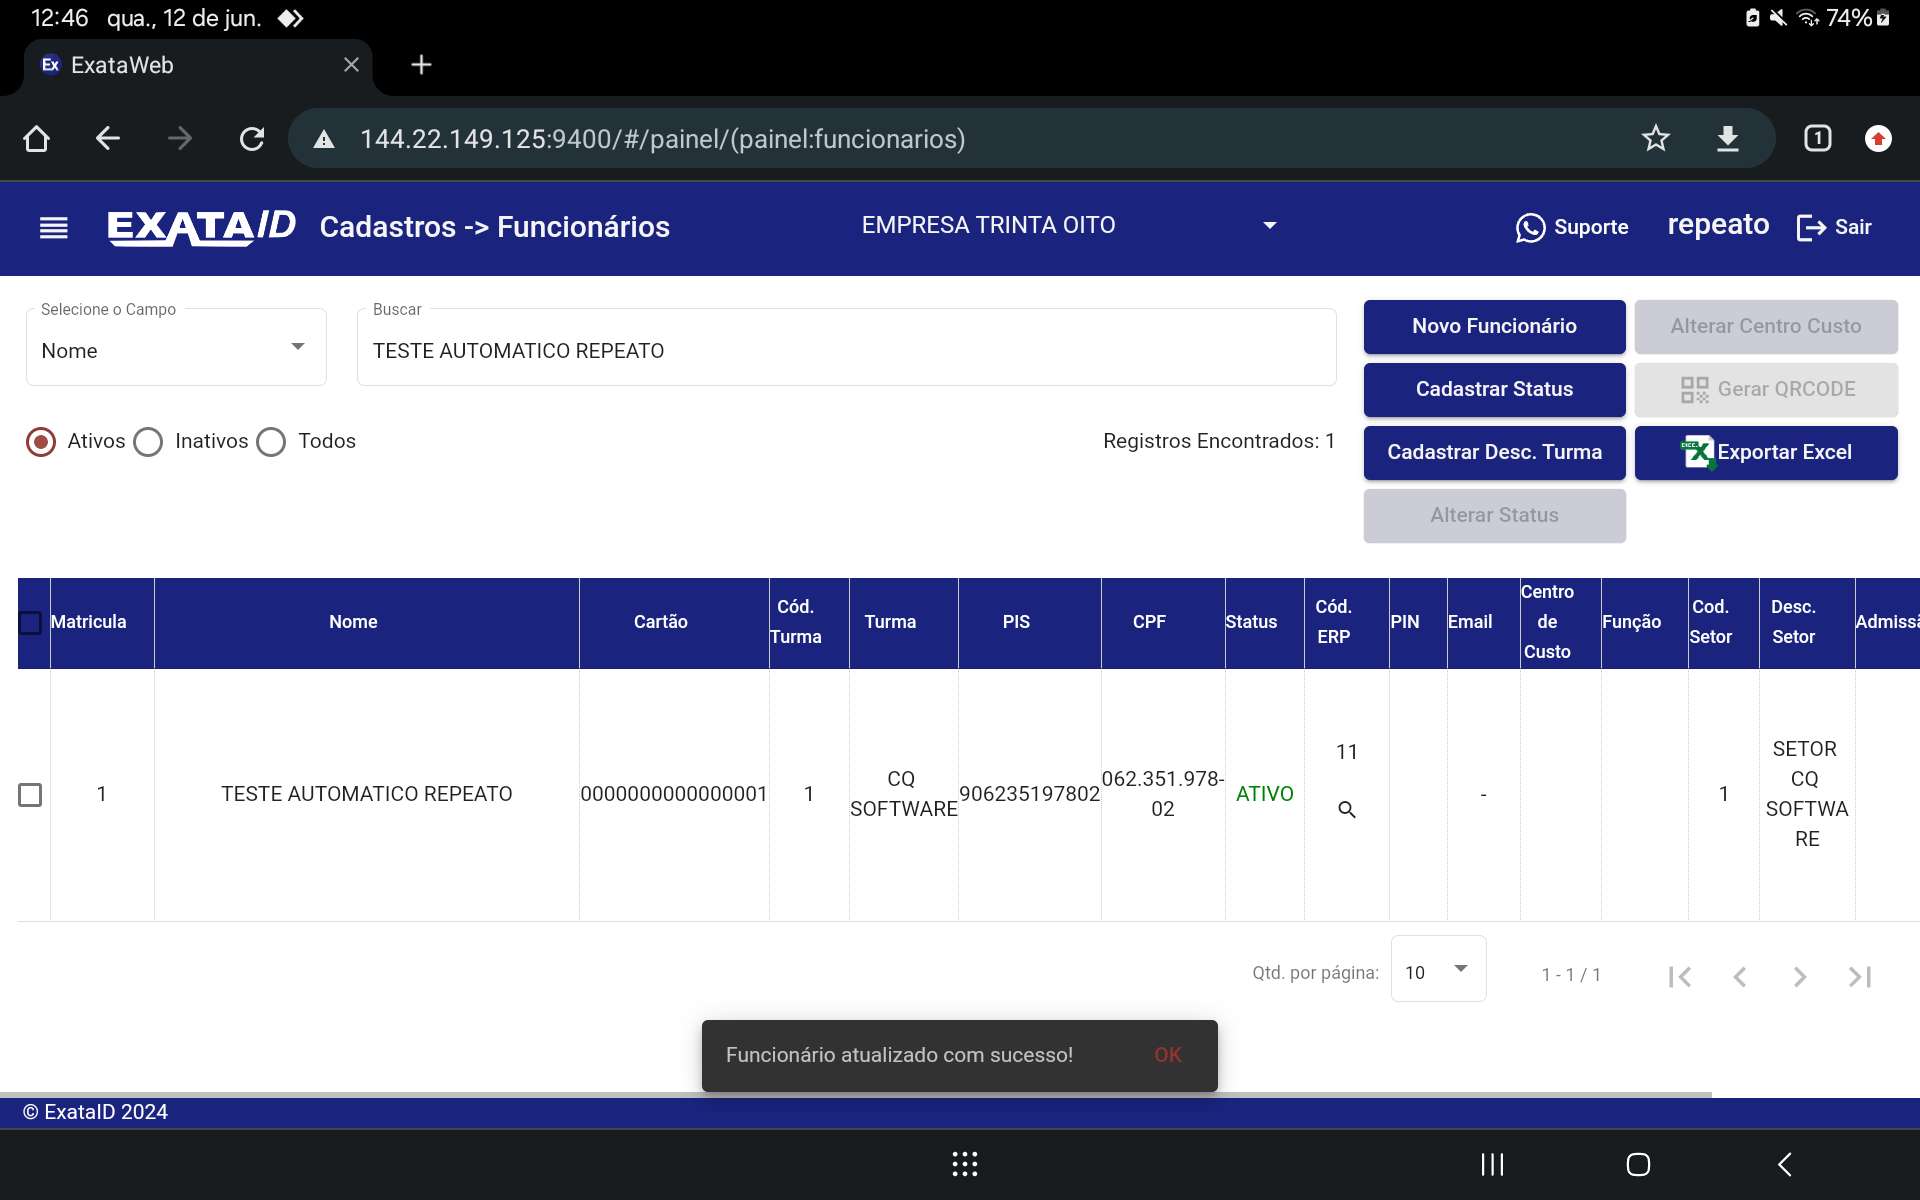 12:46 qua., 12 de jun. 74%
Ex ExataWeb
144.22.149.125:9400/#/painel/(painel:funcionarios) 1
EXATAID Cadastros -> Funcionários EMPRESA TRINTA OITO Suporte repeato Sair
Selecione o Campo Buscar
Nome TESTE AUTOMATICO REPEATO
Novo Funcionário Alterar Centro Custo
Cadastrar Status Gerar QRCODE
Ativos Inativos Todos Registros Encontrados: 1
Cadastrar Desc. Turma Exportar Excel
Alterar Status
Matricula Nome Cartão Cód. Turma Turma PIS CPF Status Cód. ERP PIN Email Centro de Custo Função Cod. Setor Desc. Setor Admissã
1 TESTE AUTOMATICO REPEATO 0000000000000001 1 CQ SOFTWARE 906235197802 062.351.978-02 ATIVO 11 - 1 SETOR CQ SOFTWA RE
Qtd. por página: 10 1 - 1 / 1
Funcionário atualizado com sucesso! OK
© ExataID 2024